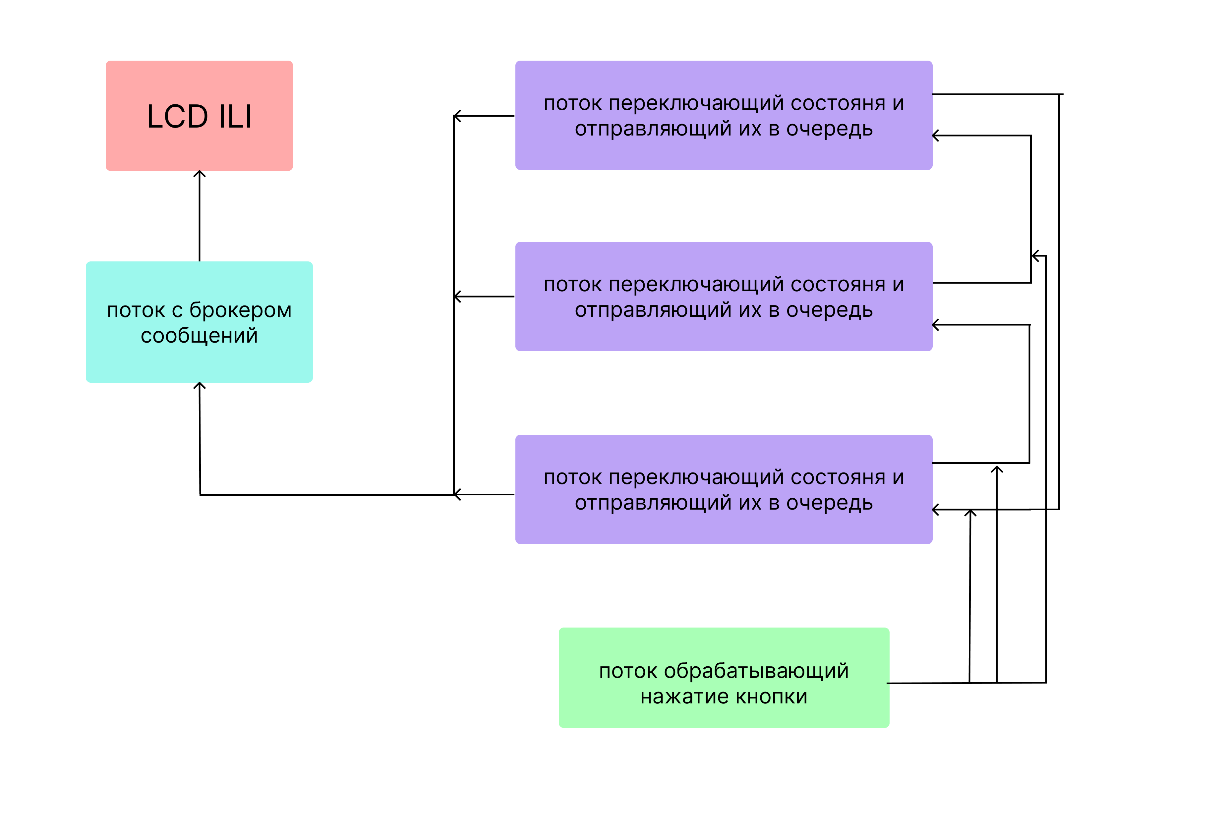 LCD ILI
поток переключающий состояня и
отправляющий их в очередь
поток с брокером
сообщений
поток переключающий состояня и
отправляющий их в очередь
поток переключающий состояня и
отправляющий их в очередь
поток обрабатывающий
нажатие кнопки